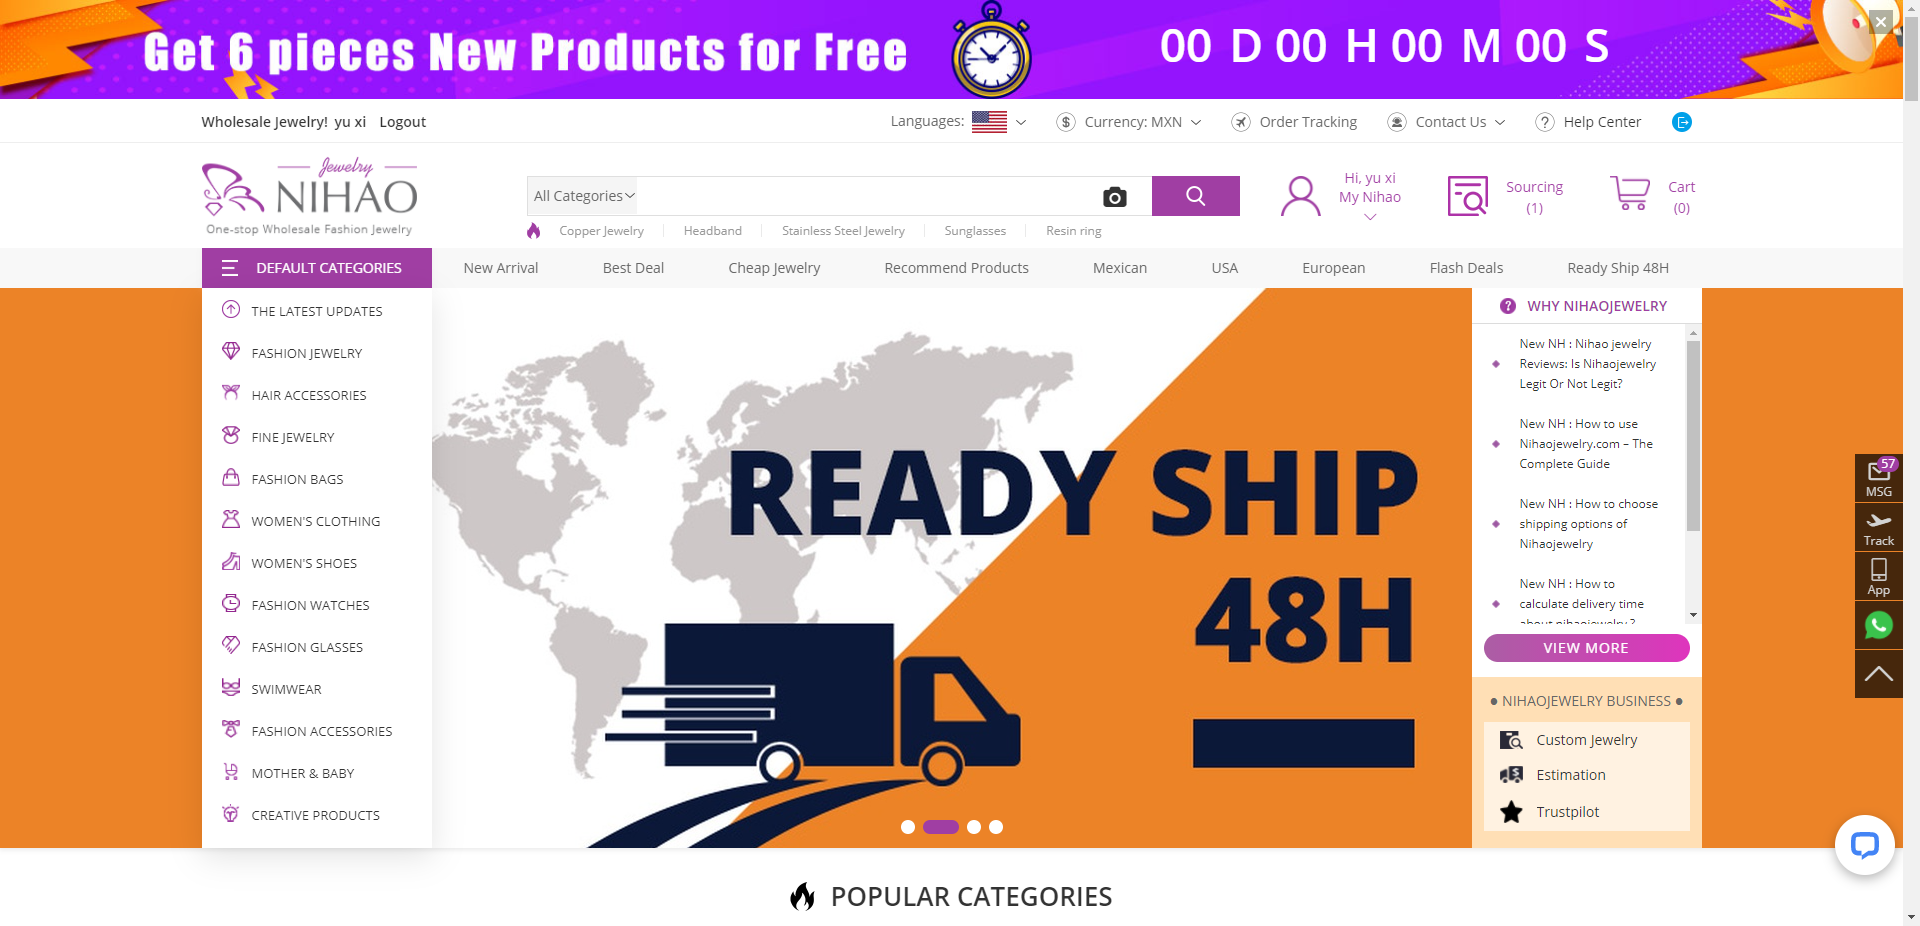 Get 6 pieces New Products for Free
00 D 00 H 00 M 00 S
Wholesale Jewelry! yu xi Logout
Languages:
Currency: MXN
Order Tracking
Contact Us
Help Center
Jewelry
NIHAO
One-stop Wholesale Fashion Jewelry
All Categories
Hi, yu xi
My Nihao
Sourcing
(1)
Cart
(0)
Copper Jewelry
Headband
Stainless Steel Jewelry
Sunglasses
Resin ring
DEFAULT CATEGORIES
New Arrival
Best Deal
Cheap Jewelry
Recommend Products
Mexican
USA
European
Flash Deals
Ready Ship 48H
THE LATEST UPDATES
FASHION JEWELRY
HAIR ACCESSORIES
FINE JEWELRY
FASHION BAGS
WOMEN'S CLOTHING
WOMEN'S SHOES
FASHION WATCHES
FASHION GLASSES
SWIMWEAR
FASHION ACCESSORIES
MOTHER & BABY
CREATIVE PRODUCTS
READY SHIP
48H
WHY NIHAOJEWELRY
New NH : Nihao jewelry
Reviews: Is Nihaojewelry
Legit Or Not Legit?
New NH : How to use
Nihaojewelry.com – The
Complete Guide
New NH : How to choose
shipping options of
Nihaojewelry
New NH : How to
calculate delivery time
about nihaojewelry ?
VIEW MORE
● NIHAOJEWELRY BUSINESS ●
Custom Jewelry
Estimation
Trustpilot
57
MSG
Track
App
POPULAR CATEGORIES